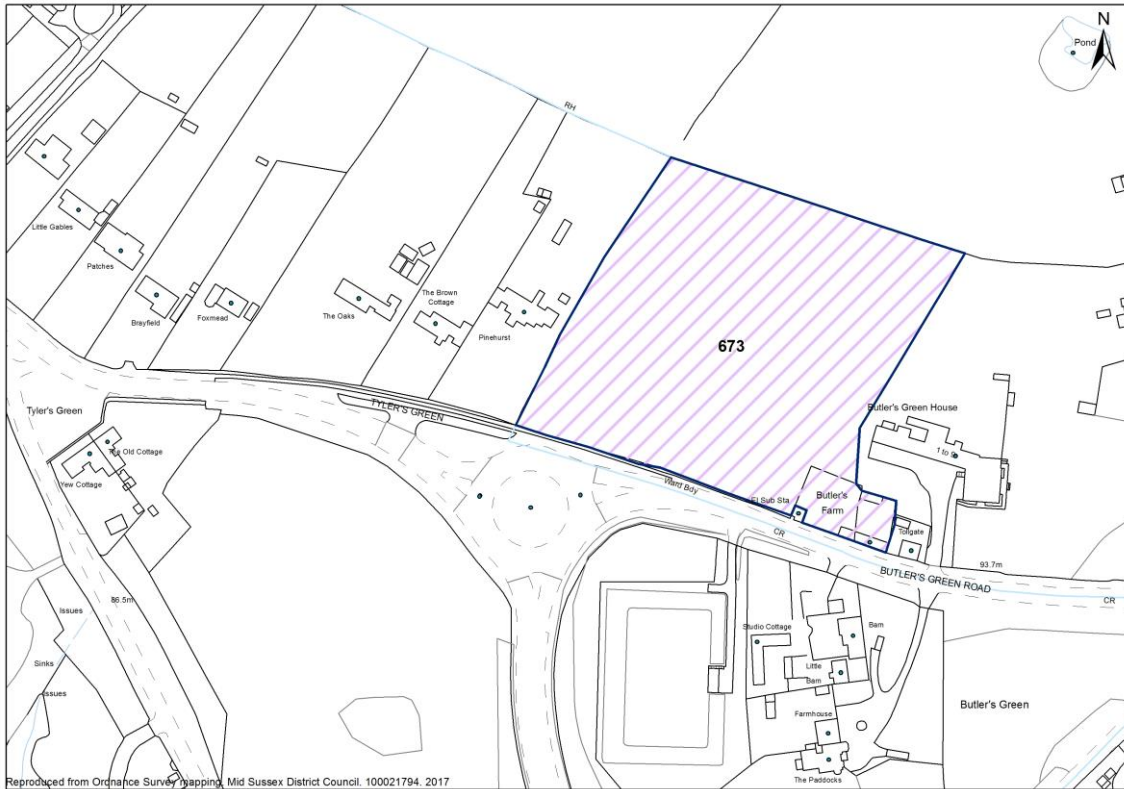 N
Pond
RH
Little Gables
Patches
Brayfield
Foxmead
The Oaks
The Brown
Cottage
Pinehurst
673
Butler's Green House
1 to 9
TYLER'S GREEN
Tyler's Green
The Old Cottage
Yew Cottage
Ward Bdy
El Sub Sta
Butler's
Farm
Tollgate
CR
93.7m
BUTLER'S GREEN ROAD
CR
86.5m
Issues
Sinks
Issues
Studio Cottage
Barn
Little
Barn
Farmhouse
Butler's Green
The Paddocks
Reproduced from Ordnance Survey mapping. Mid Sussex District Council. 100021794. 2017